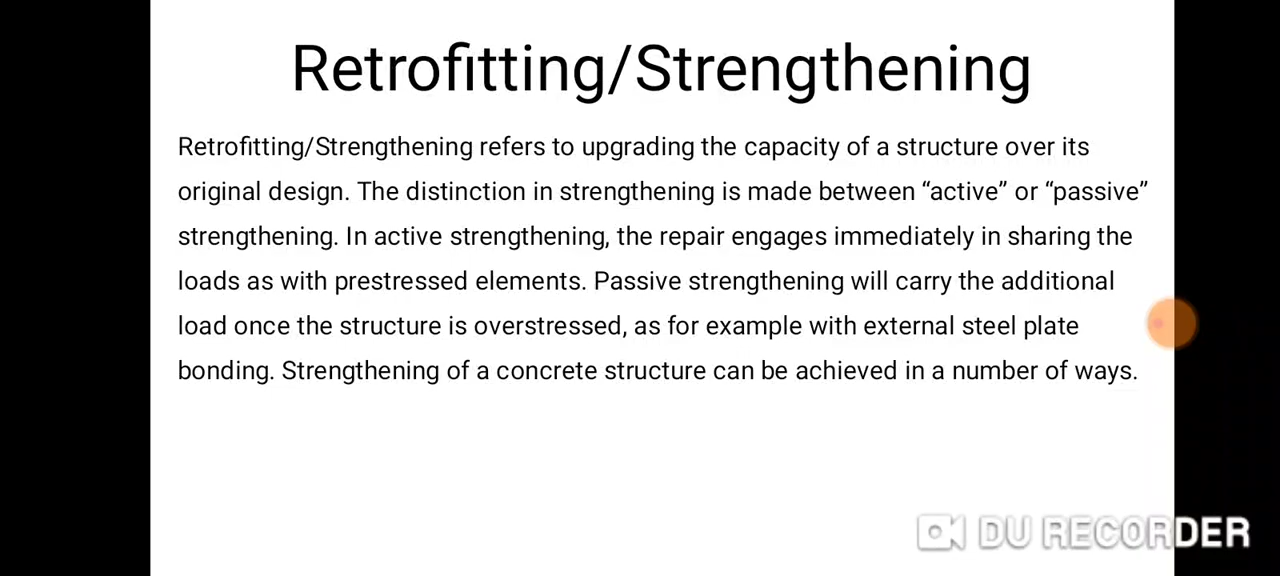 Retrofitting/Strengthening
Retrofitting/Strengthening refers to upgrading the capacity of a structure over its
original design. The distinction in strengthening is made between “active” or “passive”
strengthening. In active strengthening, the repair engages immediately in sharing the
loads as with prestressed elements. Passive strengthening will carry the additional
load once the structure is overstressed, as for example with external steel plate
bonding. Strengthening of a concrete structure can be achieved in a number of ways.
DU RECORDER